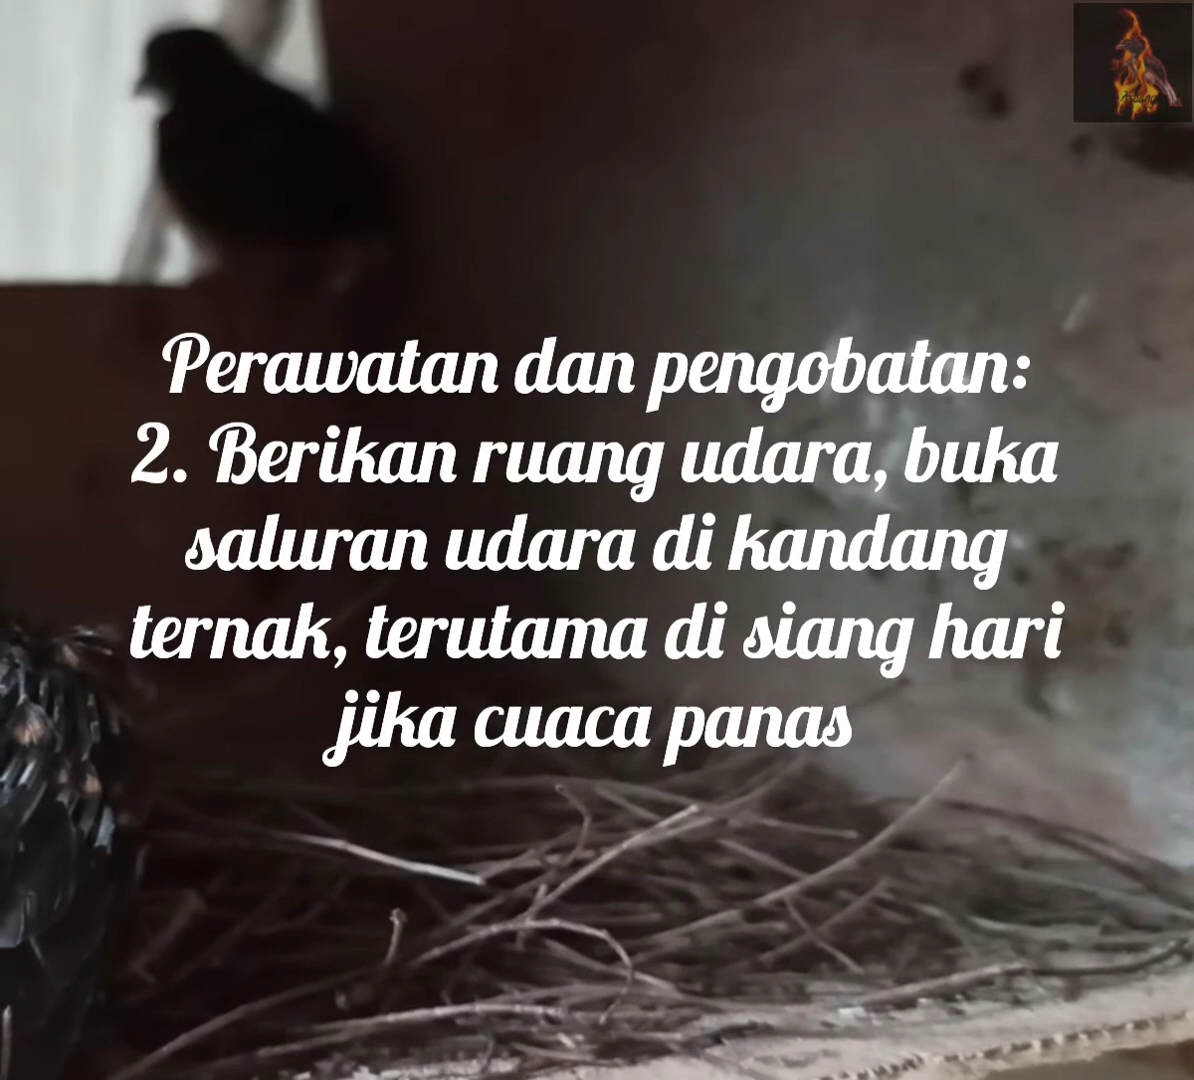 Perawatan dan pengobatan:
2. Berikan ruang udara, buka
saluran udara di kandang
ternak, terutama di siang hari
jika cuaca panas